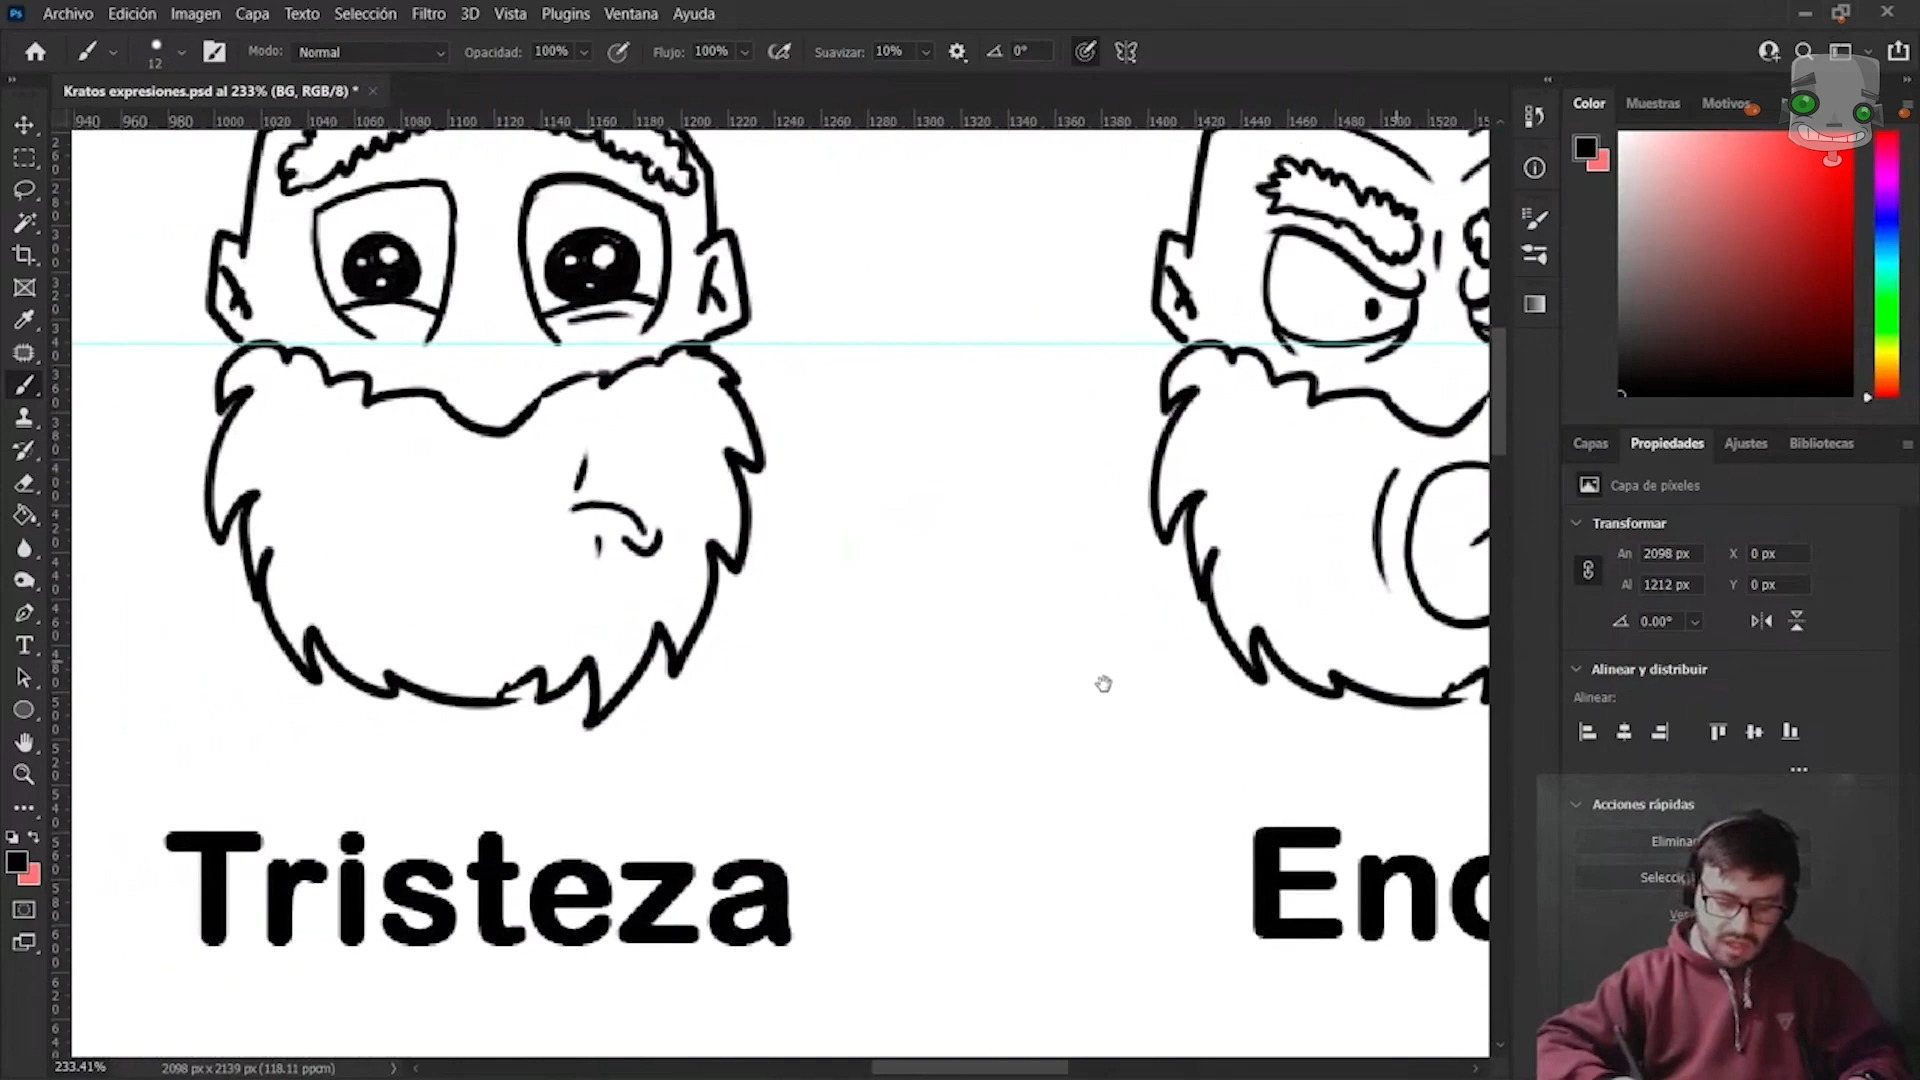 Ps Archivo Edición Imagen Capa Texto Selección Filtro 3D Vista Plugins Ventana Ayuda
12 Modo: Normal Opacidad: 100% Flujo: 100% Suavizar: 10% 0°
Kratos expresiones.psd al 233% (BG, RGB/8) *
940 960 980 1000 1020 1040 1060 1080 1100 1120 1140 1160 1180 1200 1220 1240 1260 1280 1300 1320 1340 1360 1380 1400 1420 1440 1460 1480 1500 1520
Color Muestras Motivos
Capas Propiedades Ajustes Bibliotecas
Capa de píxeles
Transformar
An 2098 px X 0 px
Al 1212 px Y 0 px
0.00°
Alinear y distribuir
Alinear:
Acciones rápidas
Elimina
Selecci
Ve
Tristeza
Eno
233.41% 2098 px x 2139 px (118.11 ppcm)